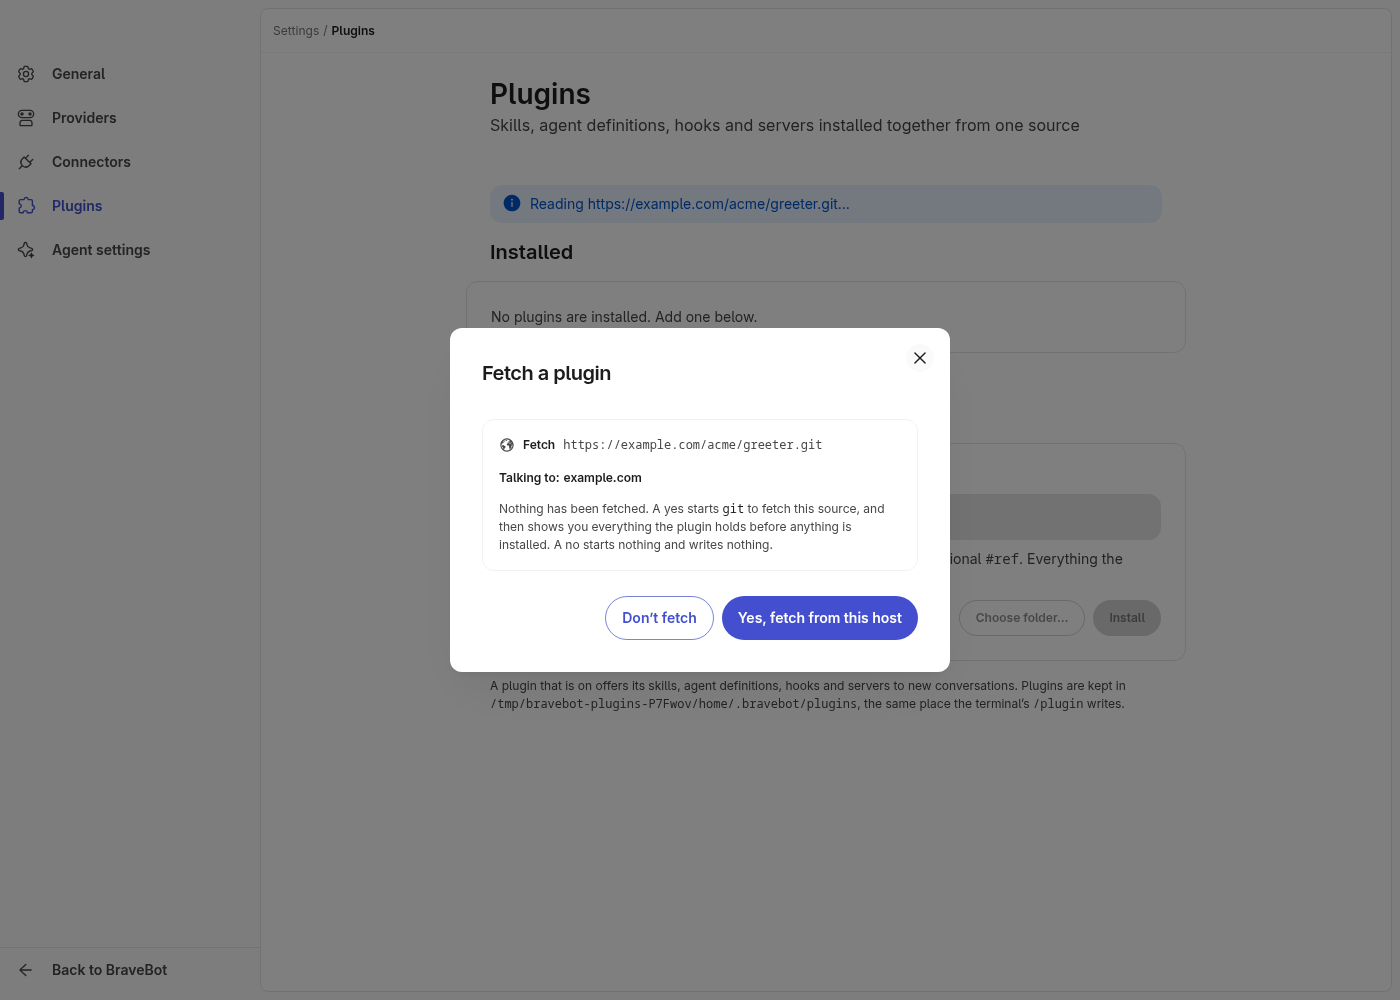 Settings / Plugins
General
Providers
Connectors
Plugins
Agent settings
Back to BraveBot
Plugins
Skills, agent definitions, hooks and servers installed together from one source
Reading https://example.com/acme/greeter.git...
Installed
No plugins are installed. Add one below.
Fetch a plugin
Fetch https://example.com/acme/greeter.git
Talking to: example.com
Nothing has been fetched. A yes starts git to fetch this source, and
then shows you everything the plugin holds before anything is
installed. A no starts nothing and writes nothing.
Don't fetch
Yes, fetch from this host
#ref. Everything the
Choose folder...
Install
A plugin that is on offers its skills, agent definitions, hooks and servers to new conversations. Plugins are kept in
/tmp/bravebot-plugins-P7Fwov/home/.bravebot/plugins, the same place the terminal's /plugin writes.